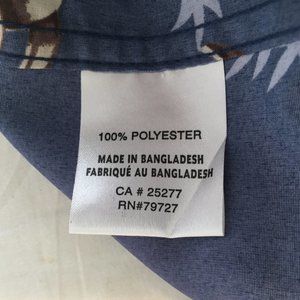 100% POLYESTER
MADE IN BANGLADESH
FABRIQUÉ AU BANGLADESH
CA # 25277
RN#79727